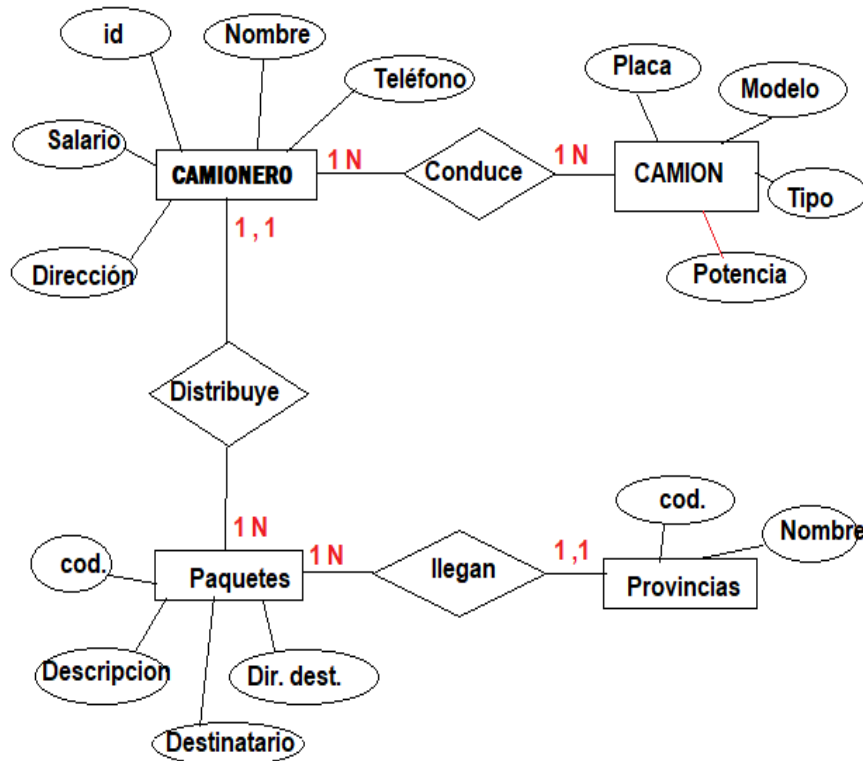 id
Nombre
Teléfono
Placa
Modelo
Salario
CAMIONERO
1 N
Conduce
1 N
CAMION
Tipo
1 , 1
Dirección
Potencia
Distribuye
1 N
1 N
cod.
Nombre
cod.
Paquetes
llegan
1 ,1
Provincias
Descripcion
Dir. dest.
Destinatario